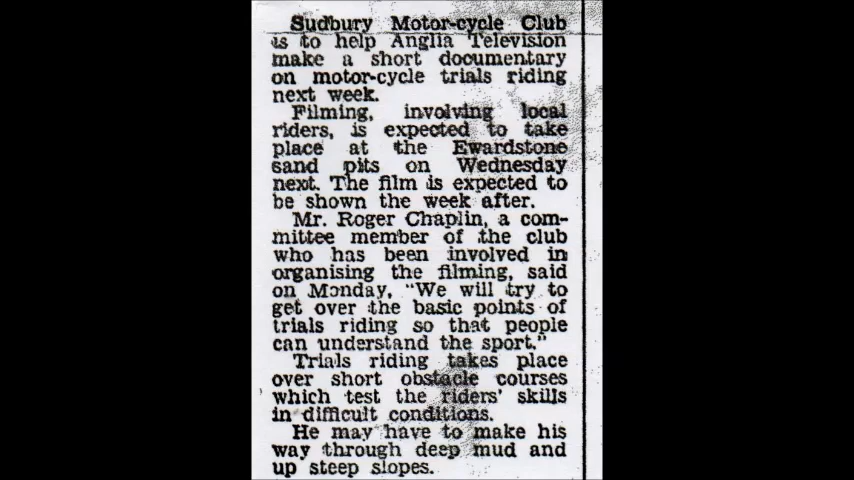 Sudbury Motor-cycle Club
is to help Anglia Television
make a short documentary
on motor-cycle trials riding
next week.
Filming, involving local
riders, is expected to take
place at the Ewardstone
sand pits on Wednesday
next. The film is expected to
be shown the week after.
Mr. Roger Chaplin, a com-
mittee member of the club
who has been involved in
organising the filming, said
on Monday, "We will try to
get over the basic points of
trials riding so that people
can understand the sport."
Trials riding takes place
over short obstacle courses
which test the riders' skills
in difficult conditions.
He may have to make his
way through deep mud and
up steep slopes.